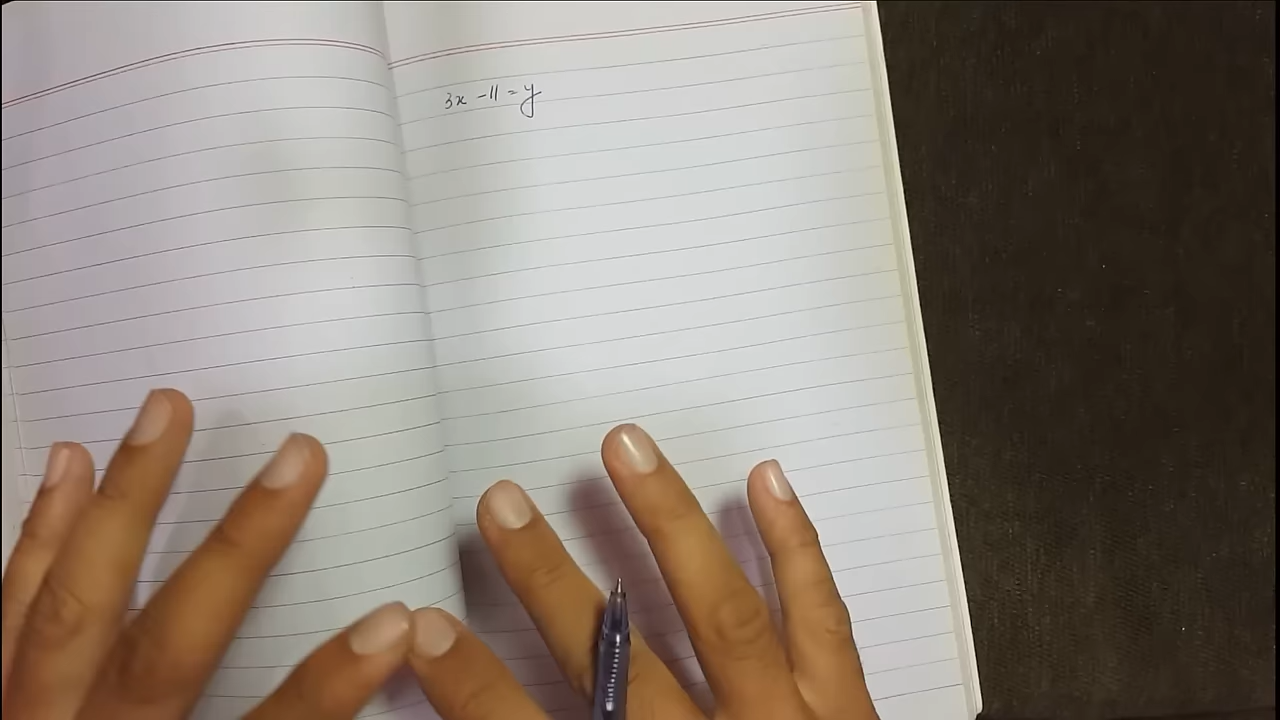 3x - 11 = y